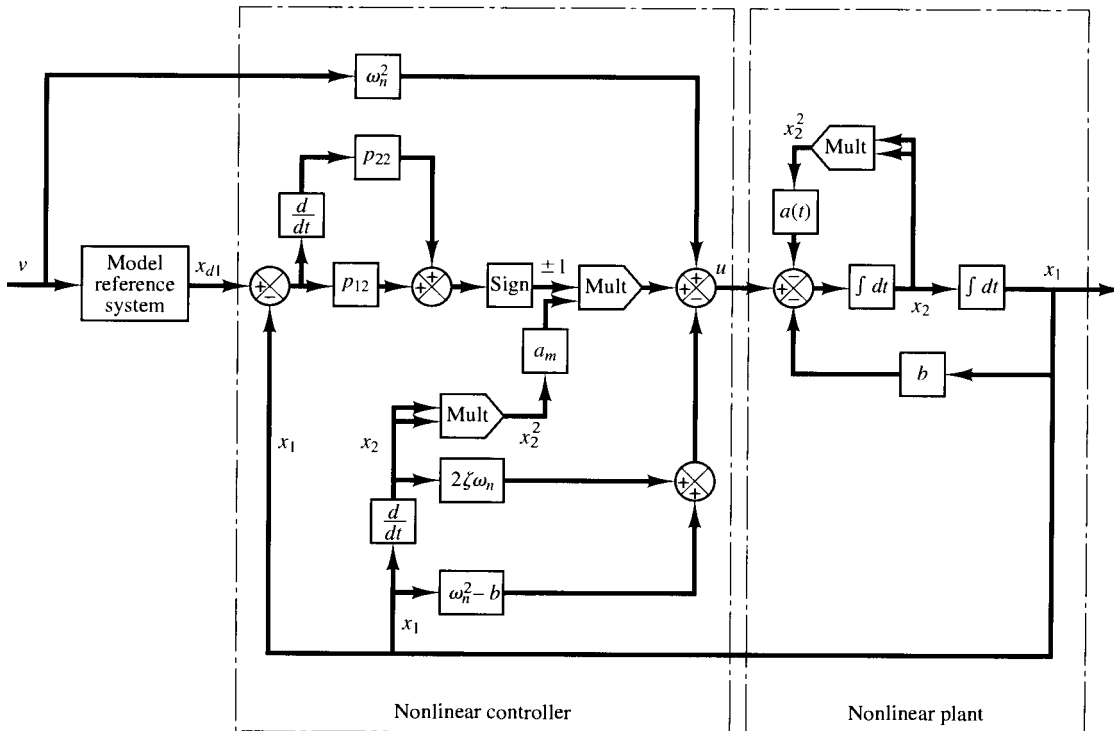 ω_n^2
p_22
d/dt
v
Model
reference
system
x_d1
+
−
p_12
+
+
Sign
±1
Mult
a_m
+
+
−
u
x_2^2
Mult
a(t)
−
+
−
∫ dt
x_2
∫ dt
x_1
b
x_1
x_2
Mult
x_2^2
2ζω_n
+
+
d/dt
ω_n^2 − b
x_1
Nonlinear controller
Nonlinear plant